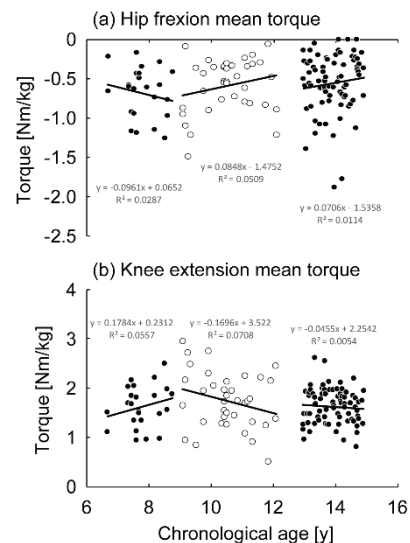 (a) Hip frexion mean torque
0
-0.5
-1.0
-1.5
-2.0
-2.5
Torque [Nm/kg]
y = -0.0961x + 0.0652
R² = 0.0287
y = 0.0848x - 1.4752
R² = 0.0509
y = 0.0706x - 1.5358
R² = 0.0114
(b) Knee extension mean torque
4
3
2
1
0
Torque [Nm/kg]
y = 0.1784x + 0.2312
R² = 0.0557
y = -0.1696x + 3.522
R² = 0.0708
y = -0.0455x + 2.2542
R² = 0.0054
6 8 10 12 14 16
Chronological age [y]